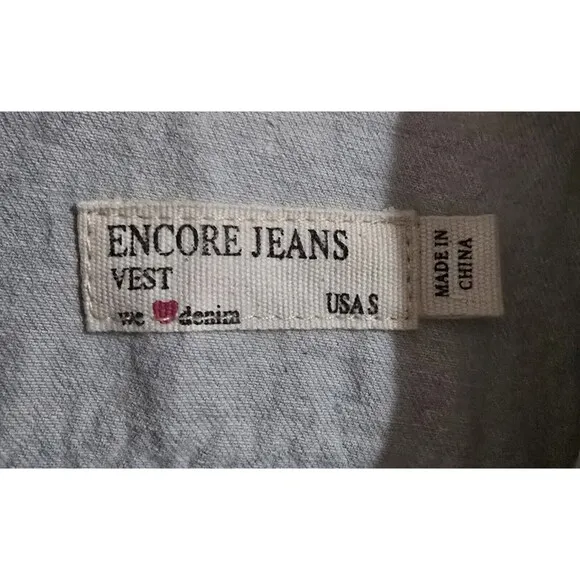 ENCORE JEANS
VEST
we denim
USA S
MADE IN
CHINA